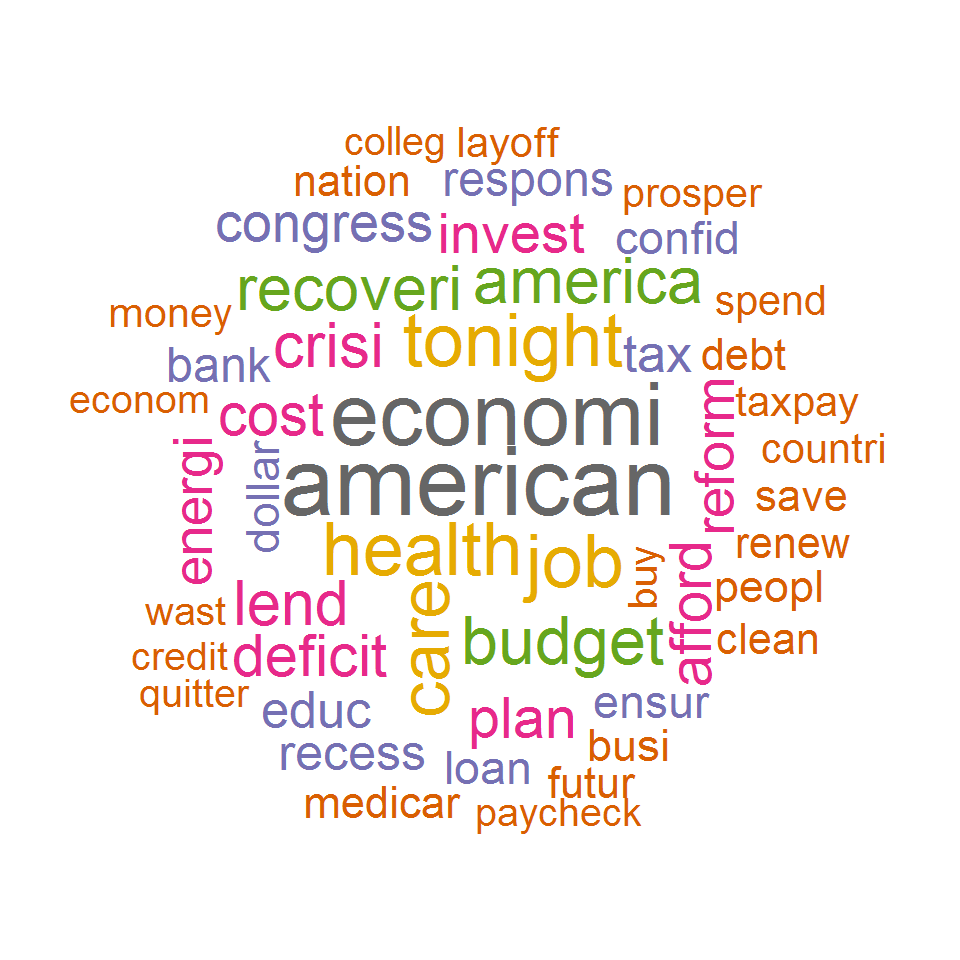 colleg layoff
nation respons prosper
congress invest confid
recoveri america spend
money crisi tonight tax debt
bank
econom cost economi reform taxpay
energi dollar american countri
save
health job buy afford renew
peopl
wast lend care budget clean
credit deficit
quitter educ plan ensur
recess loan busi
medicar futur
paycheck